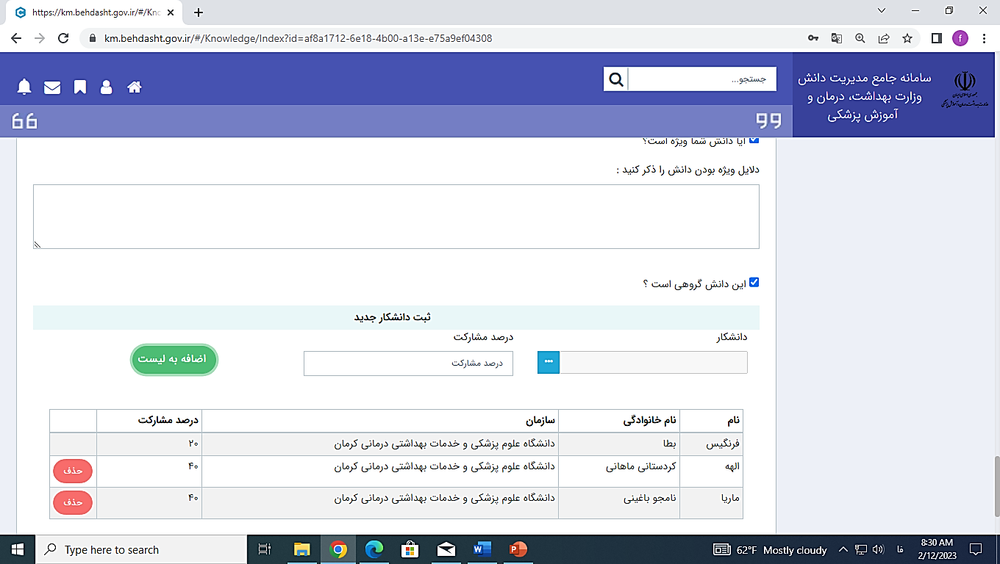 https://km.behdasht.gov.ir/#/Kno
km.behdasht.gov.ir/#/Knowledge/Index?id=af8a1712-6e18-4b00-a13e-e75a9ef04308
f
سامانه جامع مدیریت دانش
وزارت بهداشت، درمان و
آموزش پزشکی
جستجو...
آیا دانش شما ویژه است؟
دلایل ویژه بودن دانش را ذکر کنید :
این دانش گروهی است ؟
ثبت دانشکار جدید
دانشکار
درصد مشارکت
درصد مشارکت
اضافه به لیست
نام نام خانوادگی سازمان درصد مشارکت
فرنگیس بطا دانشگاه علوم پزشکی و خدمات بهداشتی درمانی کرمان ۲۰
الهه کردستانی ماهانی دانشگاه علوم پزشکی و خدمات بهداشتی درمانی کرمان ۴۰ حذف
ماریا نامجو باغینی دانشگاه علوم پزشکی و خدمات بهداشتی درمانی کرمان ۴۰ حذف
Type here to search
62°F Mostly cloudy
فا
8:30 AM
2/12/2023